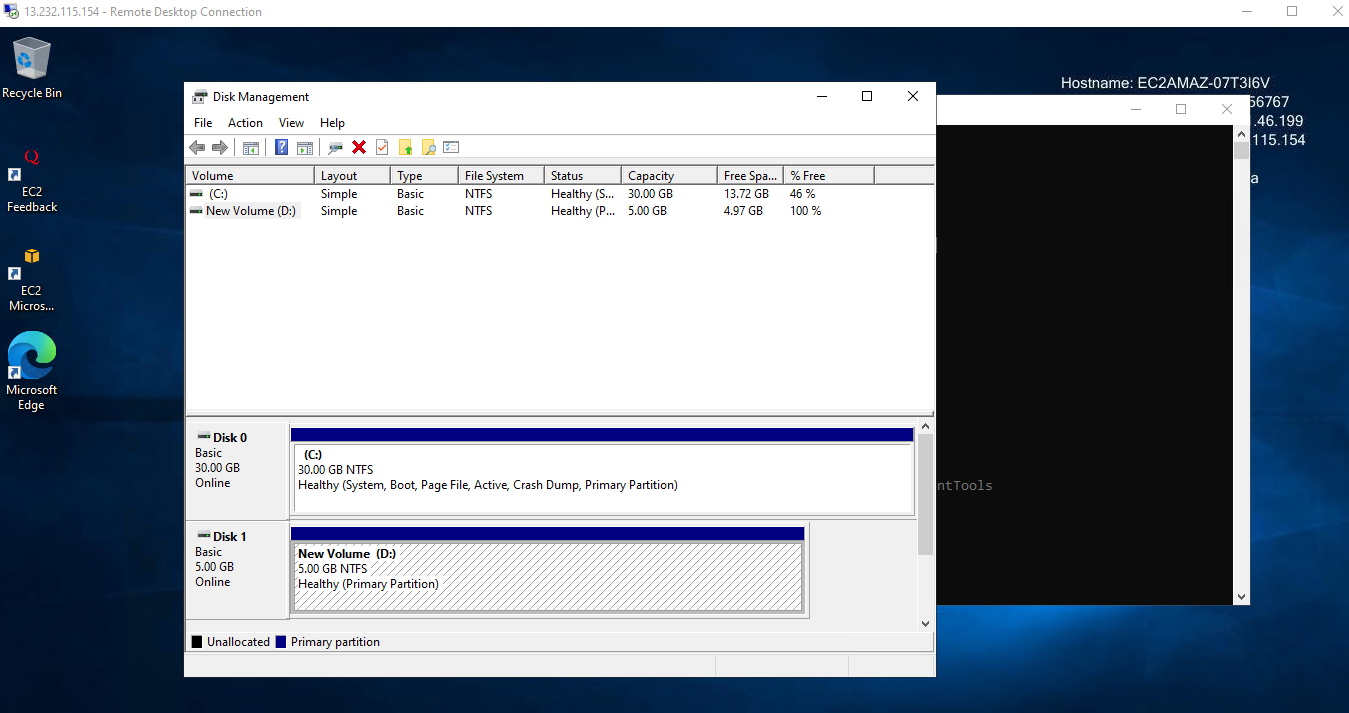 13.232.115.154 - Remote Desktop Connection
Recycle Bin
EC2
Feedback
EC2
Micros...
Microsoft
Edge
Hostname: EC2AMAZ-07T3I6V
56767
.46.199
115.154
a
Disk Management
File Action View Help
Volume Layout Type File System Status Capacity Free Spa... % Free
(C:) Simple Basic NTFS Healthy (S... 30.00 GB 13.72 GB 46 %
New Volume (D:) Simple Basic NTFS Healthy (P... 5.00 GB 4.97 GB 100 %
Disk 0
Basic
30.00 GB
Online
(C:)
30.00 GB NTFS
Healthy (System, Boot, Page File, Active, Crash Dump, Primary Partition)
Disk 1
Basic
5.00 GB
Online
New Volume (D:)
5.00 GB NTFS
Healthy (Primary Partition)
Unallocated Primary partition
ntTools